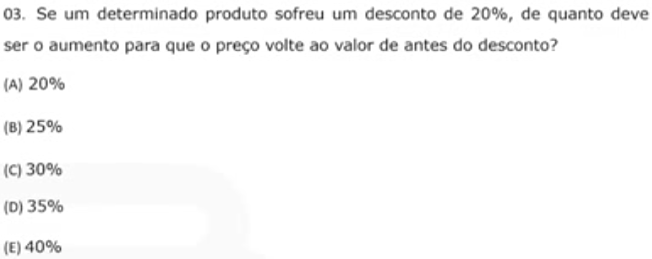 03. Se um determinado produto sofreu um desconto de 20%, de quanto deve
ser o aumento para que o preço volte ao valor de antes do desconto?
(A) 20%
(B) 25%
(C) 30%
(D) 35%
(E) 40%